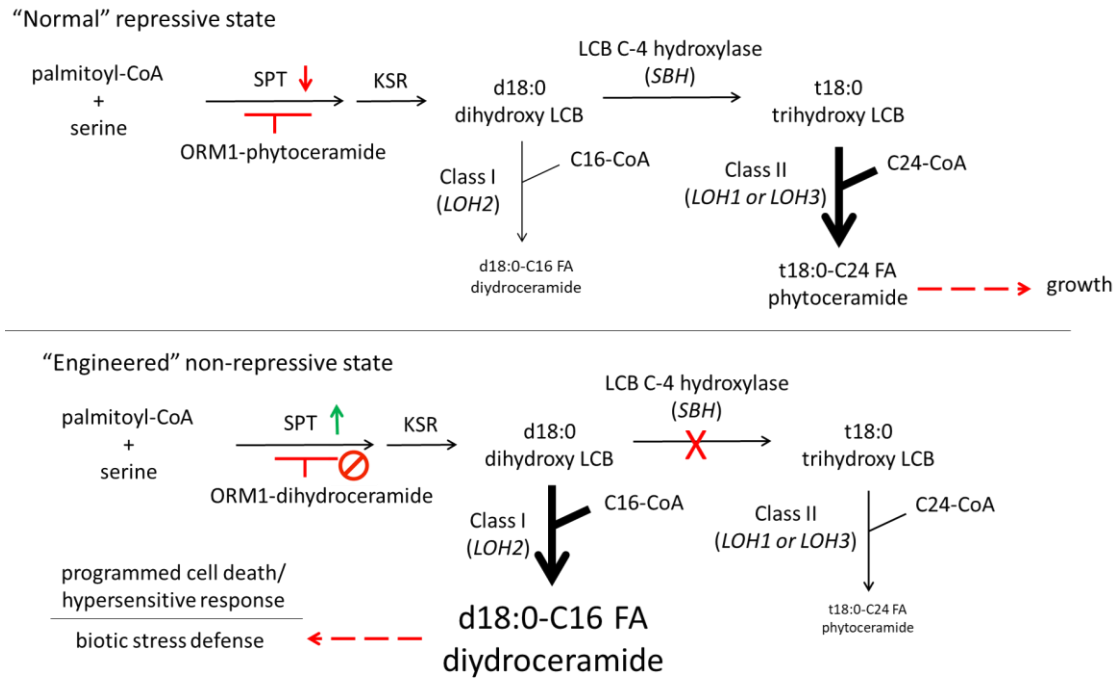 “Normal” repressive state
palmitoyl-CoA
+
serine
SPT
ORM1-phytoceramide
KSR
d18:0
dihydroxy LCB
LCB C-4 hydroxylase
(SBH)
t18:0
trihydroxy LCB
Class I
(LOH2)
C16-CoA
Class II
(LOH1 or LOH3)
C24-CoA
d18:0-C16 FA
diydroceramide
t18:0-C24 FA
phytoceramide
growth
“Engineered” non-repressive state
palmitoyl-CoA
+
serine
SPT
ORM1-dihydroceramide
KSR
d18:0
dihydroxy LCB
LCB C-4 hydroxylase
(SBH)
X
t18:0
trihydroxy LCB
Class I
(LOH2)
C16-CoA
Class II
(LOH1 or LOH3)
C24-CoA
programmed cell death/
hypersensitive response
biotic stress defense
d18:0-C16 FA
diydroceramide
t18:0-C24 FA
phytoceramide